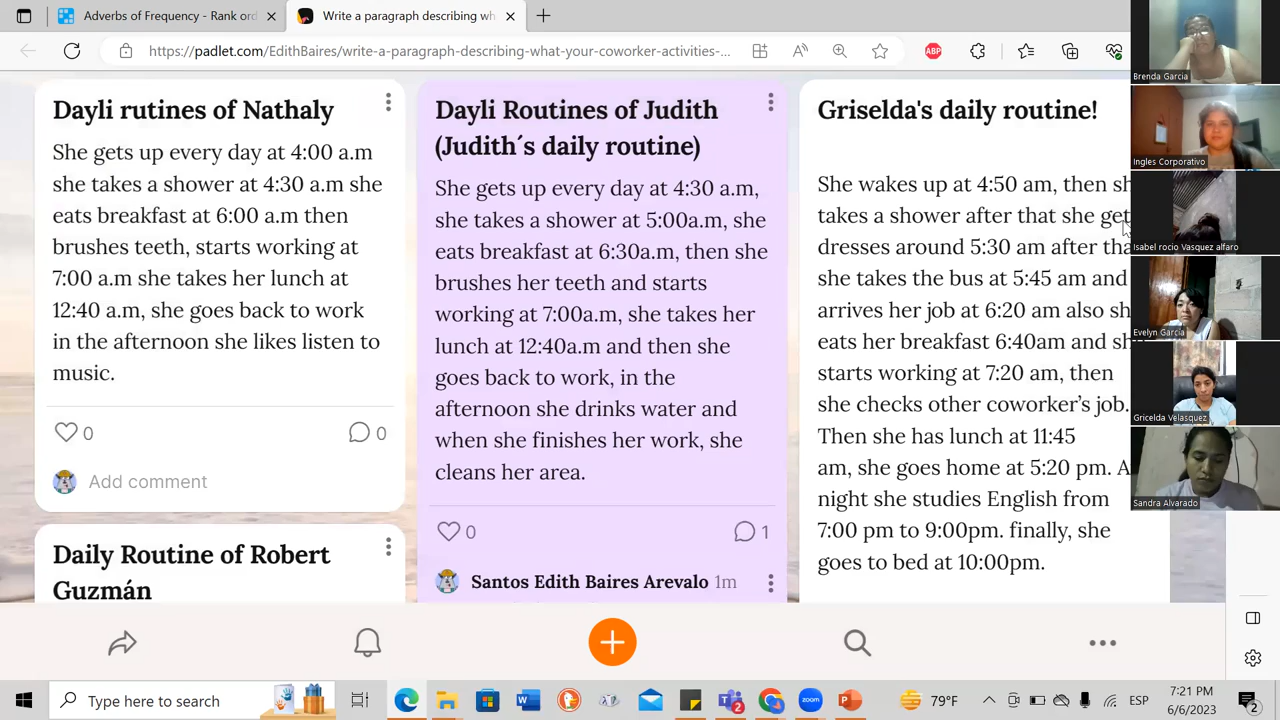 Adverbs of Frequency - Rank ord
Write a paragraph describing wh
https://padlet.com/EdithBaires/write-a-paragraph-describing-what-your-coworker-activities-...
ABP
Dayli rutines of Nathaly
She gets up every day at 4:00 a.m
she takes a shower at 4:30 a.m she
eats breakfast at 6:00 a.m then
brushes teeth, starts working at
7:00 a.m she takes her lunch at
12:40 a.m, she goes back to work
in the afternoon she likes listen to
music.
0
0
Add comment
Daily Routine of Robert
Guzmán
Dayli Routines of Judith
(Judith´s daily routine)
She gets up every day at 4:30 a.m,
she takes a shower at 5:00a.m, she
eats breakfast at 6:30a.m, then she
brushes her teeth and starts
working at 7:00a.m, she takes her
lunch at 12:40a.m and then she
goes back to work, in the
afternoon she drinks water and
when she finishes her work, she
cleans her area.
0
1
Santos Edith Baires Arevalo 1m
Griselda's daily routine!
She wakes up at 4:50 am, then sh
takes a shower after that she get
dresses around 5:30 am after tha
she takes the bus at 5:45 am and
arrives her job at 6:20 am also sh
eats her breakfast 6:40am and sh
starts working at 7:20 am, then
she checks other coworker’s job.
Then she has lunch at 11:45
am, she goes home at 5:20 pm. A
night she studies English from
7:00 pm to 9:00pm. finally, she
goes to bed at 10:00pm.
Brenda Garcia
Ingles Corporativo
Isabel rocio Vasquez alfaro
Evelyn García
Gricelda Velasquez
Sandra Alvarado
Type here to search
2
zoom
79°F
ESP
7:21 PM
6/6/2023
2